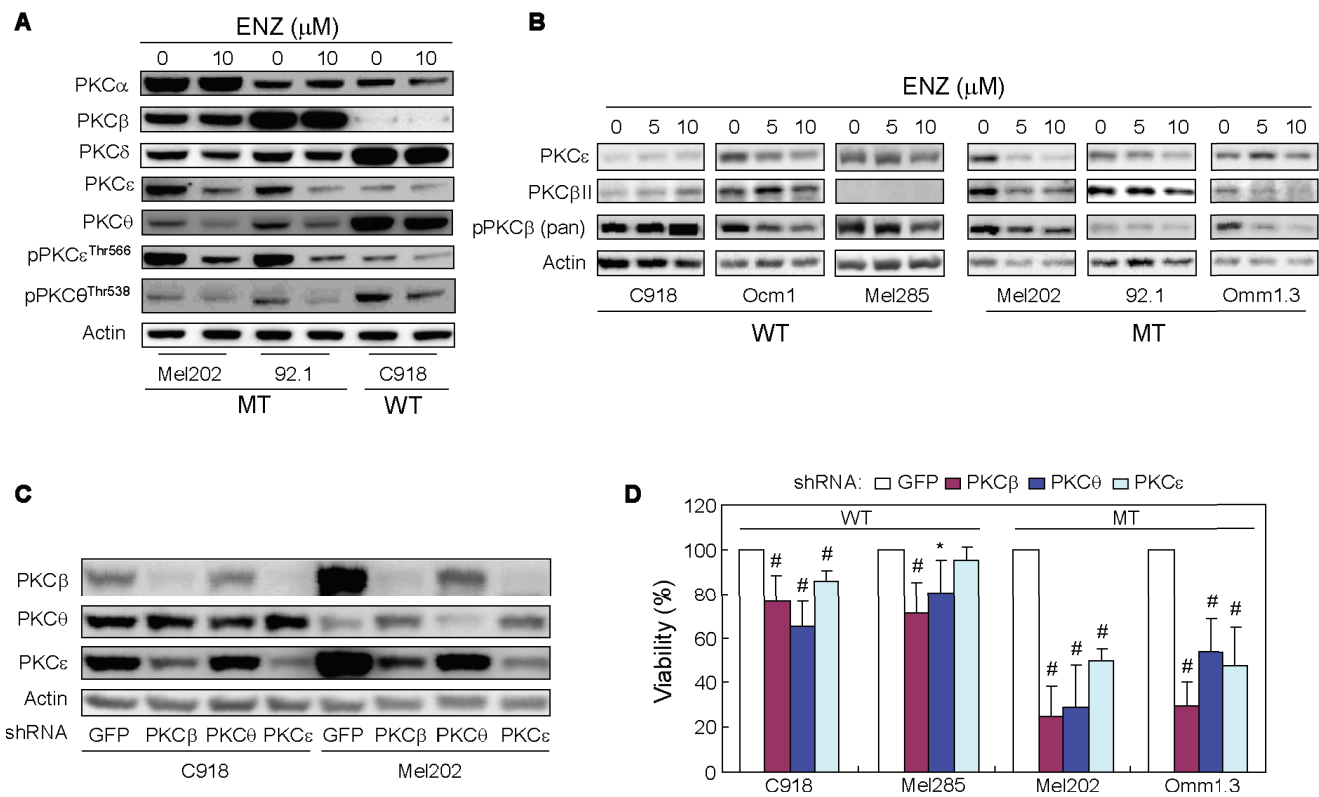 A
ENZ (μM)
0 10 0 10 0 10
PKCα
PKCβ
PKCδ
PKCε
PKCθ
pPKCε^Thr566
pPKCθ^Thr538
Actin
Mel202 92.1 C918
MT WT
B
ENZ (μM)
0 5 10 0 5 10 0 5 10 0 5 10 0 5 10 0 5 10
PKCε
PKCβII
pPKCβ (pan)
Actin
C918 Ocm1 Mel285 Mel202 92.1 Omm1.3
WT MT
C
PKCβ
PKCθ
PKCε
Actin
shRNA GFP PKCβ PKCθ PKCε GFP PKCβ PKCθ PKCε
C918 Mel202
D
shRNA: GFP PKCβ PKCθ PKCε
WT MT
Viability (%)
120
100
80
60
40
20
0
# # # # * # # # # # #
C918 Mel285 Mel202 Omm1.3